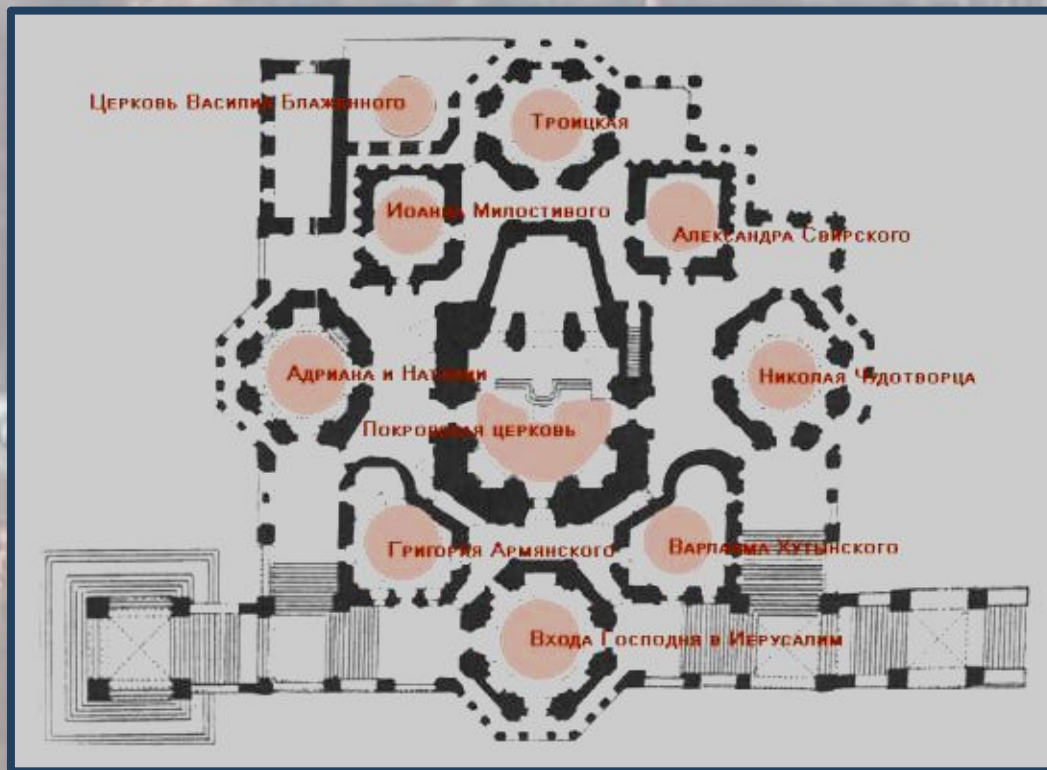 Церковь Василия Блаженного
Троицкая
Иоанна Милостивого
Александра Свирского
Адриана и Наталии
Николая Чудотворца
Покровская церковь
Григория Армянского
Варлаама Хутынского
Входа Господня в Иерусалим